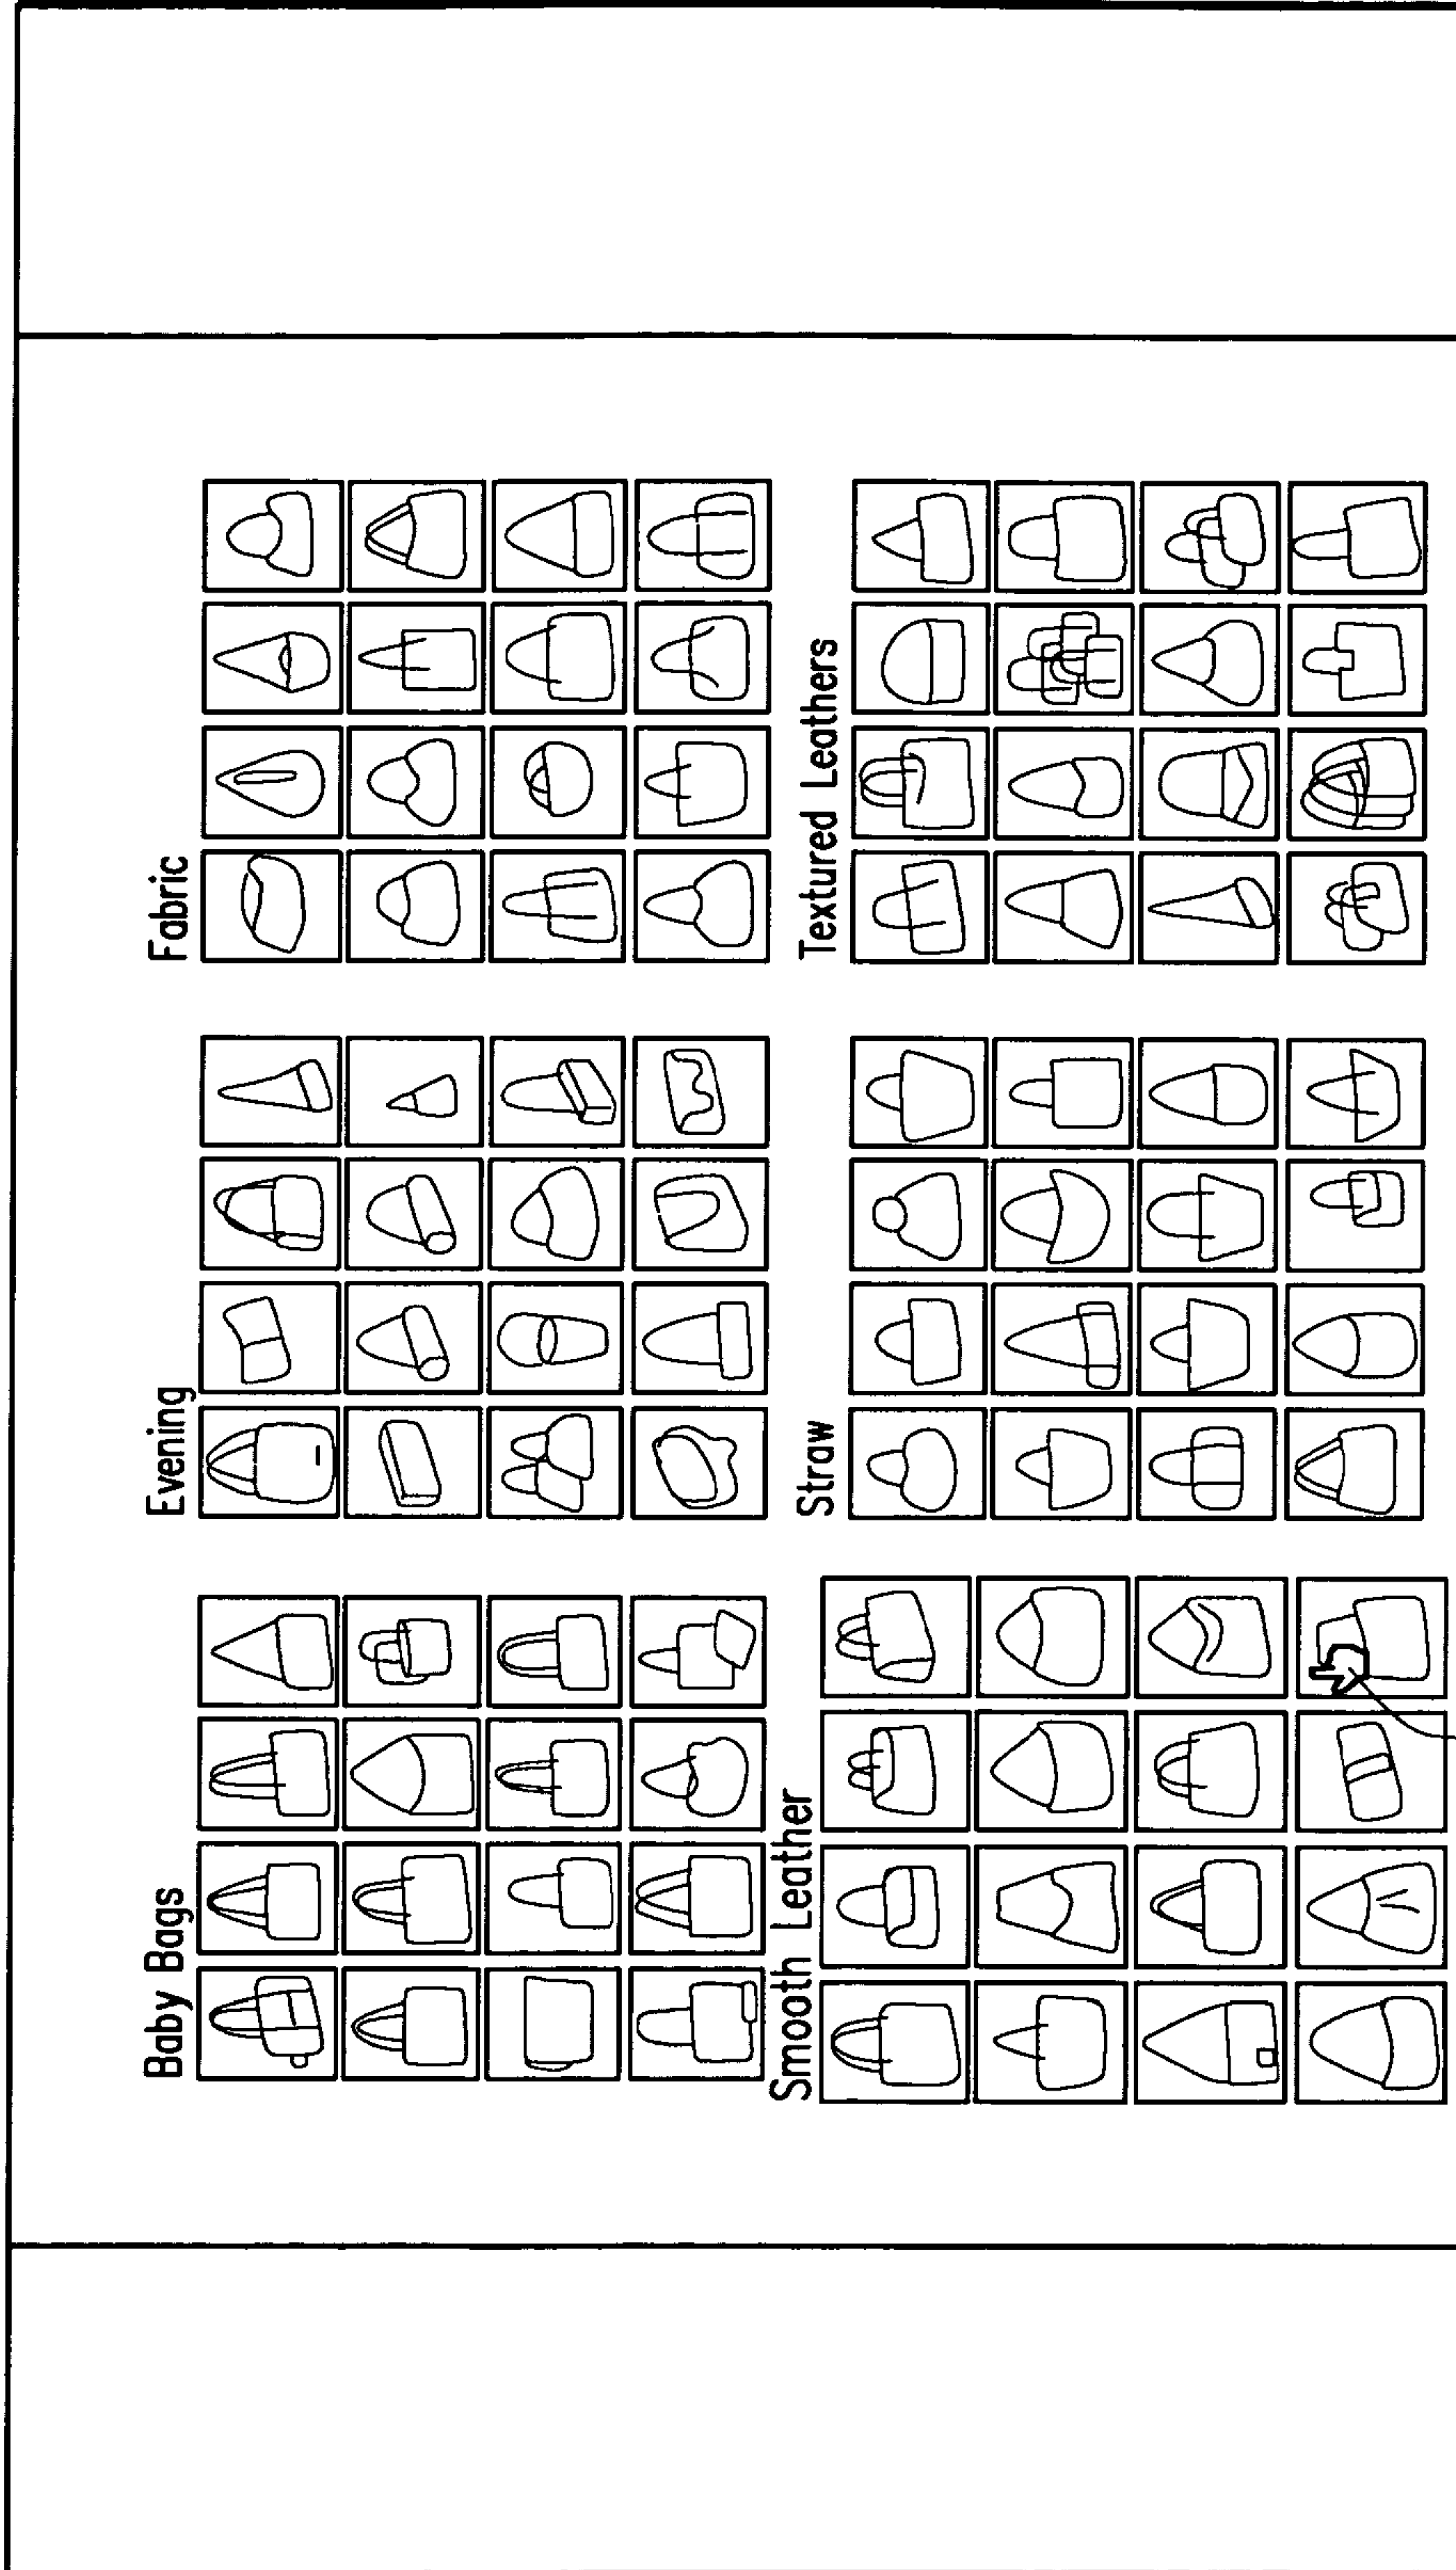 Baby Bags
Evening
Fabric
Smooth Leather
Straw
Textured Leathers